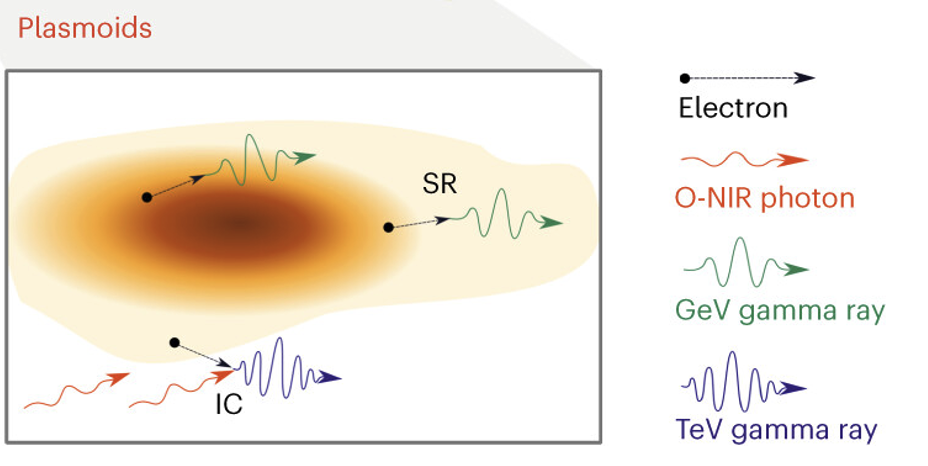 Plasmoids
SR
IC
Electron
O-NIR photon
GeV gamma ray
TeV gamma ray